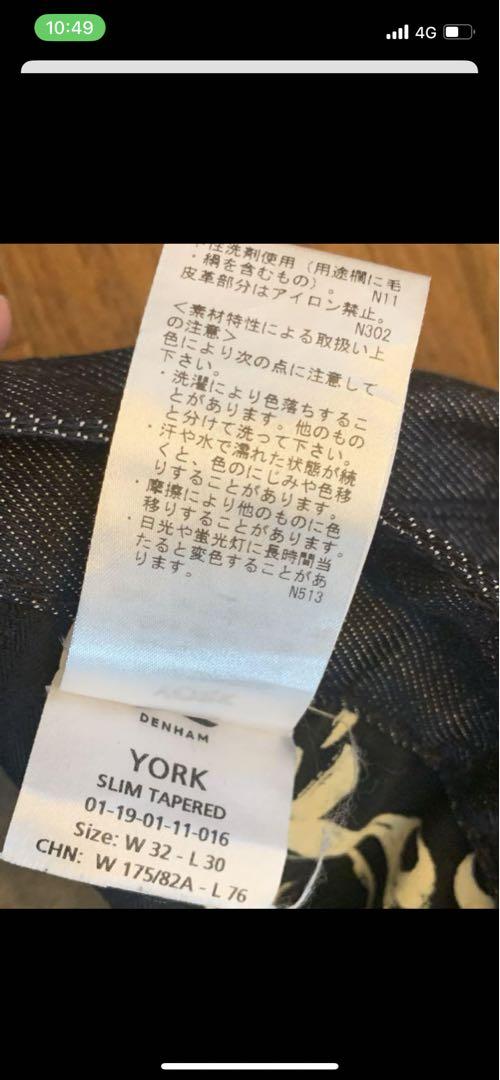 10:49
4G
性洗剤使用（用途欄に毛
・絹を含むもの）。 N11
皮革部分はアイロン禁止。
N302
＜素材特性による取扱い上
の注意＞
色により次の点に注意して
下さい。
・洗濯により色落ちするこ
とがあります。他のもの
と分けて洗って下さい。
・汗や水で濡れた状態が続
くと、色のにじみや色移
りすることがあります。
・摩擦により他のものに色
移りすることがあります。
・日光や蛍光灯に長時間当
たると変色することがあ
ります。
N513
DENHAM
YORK
SLIM TAPERED
01-19-01-11-016
Size: W 32 - L 30
CHN: W 175/82A - L 76